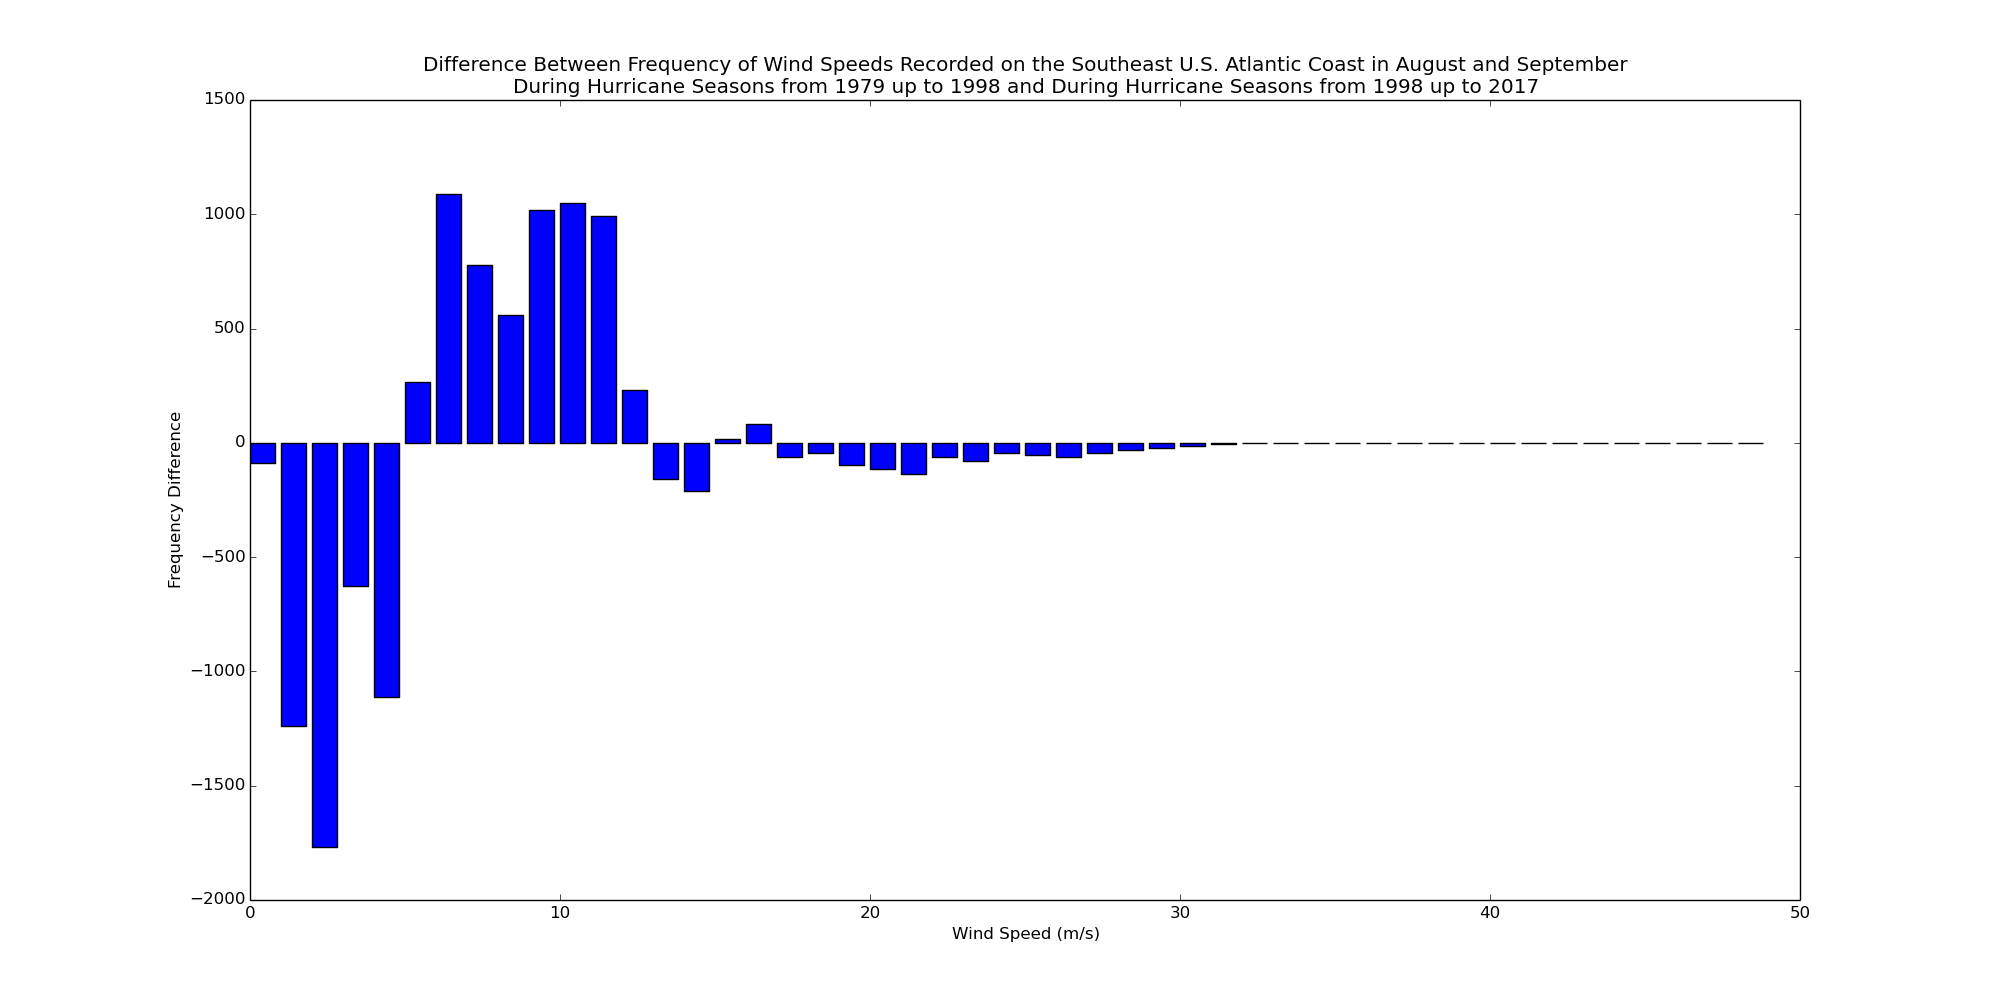 Difference Between Frequency of Wind Speeds Recorded on the Southeast U.S. Atlantic Coast in August and September
During Hurricane Seasons from 1979 up to 1998 and During Hurricane Seasons from 1998 up to 2017
1500
1000
500
0
−500
−1000
−1500
−2000
Frequency Difference
0 10 20 30 40 50
Wind Speed (m/s)